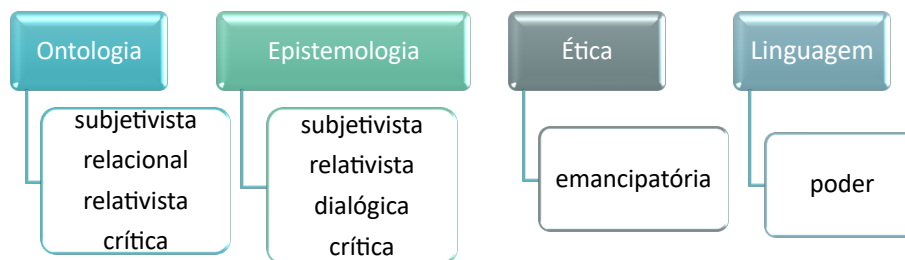 Ontologia
subjetivista
relacional
relativista
crítica
Epistemologia
subjetivista
relativista
dialógica
crítica
Ética
emancipatória
Linguagem
poder